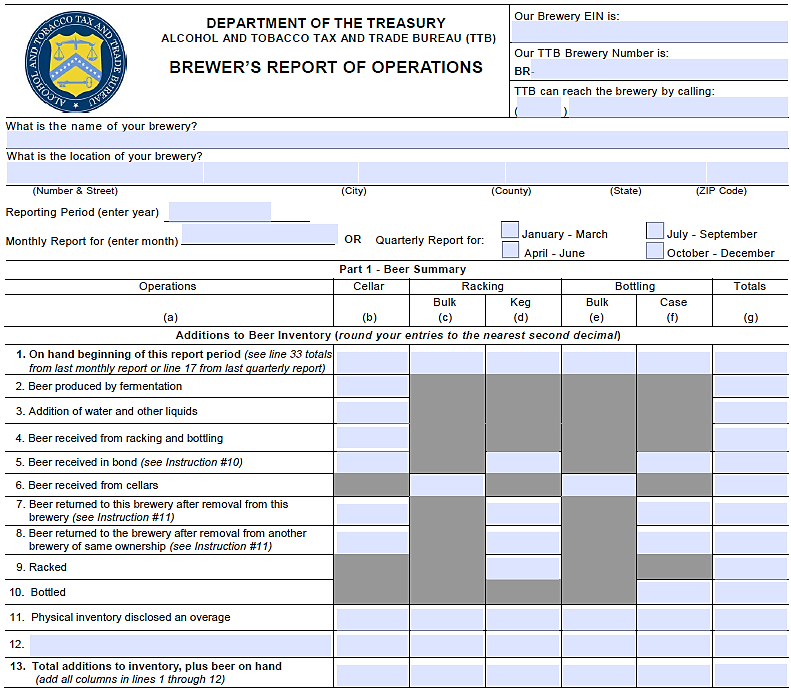 ALCOHOL AND TOBACCO TAX AND TRADE BUREAU
DEPARTMENT OF THE TREASURY
ALCOHOL AND TOBACCO TAX AND TRADE BUREAU (TTB)
BREWER'S REPORT OF OPERATIONS
Our Brewery EIN is:
Our TTB Brewery Number is:
BR-
TTB can reach the brewery by calling:
( )
What is the name of your brewery?
What is the location of your brewery?
(Number & Street) (City) (County) (State) (ZIP Code)
Reporting Period (enter year)
Monthly Report for (enter month) OR Quarterly Report for:
January - March July - September
April - June October - December
Part 1 - Beer Summary
Operations Cellar Racking Bottling Totals
Bulk Keg Bulk Case
(a) (b) (c) (d) (e) (f) (g)
Additions to Beer Inventory (round your entries to the nearest second decimal)
1. On hand beginning of this report period (see line 33 totals
from last monthly report or line 17 from last quarterly report)
2. Beer produced by fermentation
3. Addition of water and other liquids
4. Beer received from racking and bottling
5. Beer received in bond (see Instruction #10)
6. Beer received from cellars
7. Beer returned to this brewery after removal from this
brewery (see Instruction #11)
8. Beer returned to the brewery after removal from another
brewery of same ownership (see Instruction #11)
9. Racked
10. Bottled
11. Physical inventory disclosed an overage
12.
13. Total additions to inventory, plus beer on hand
(add all columns in lines 1 through 12)